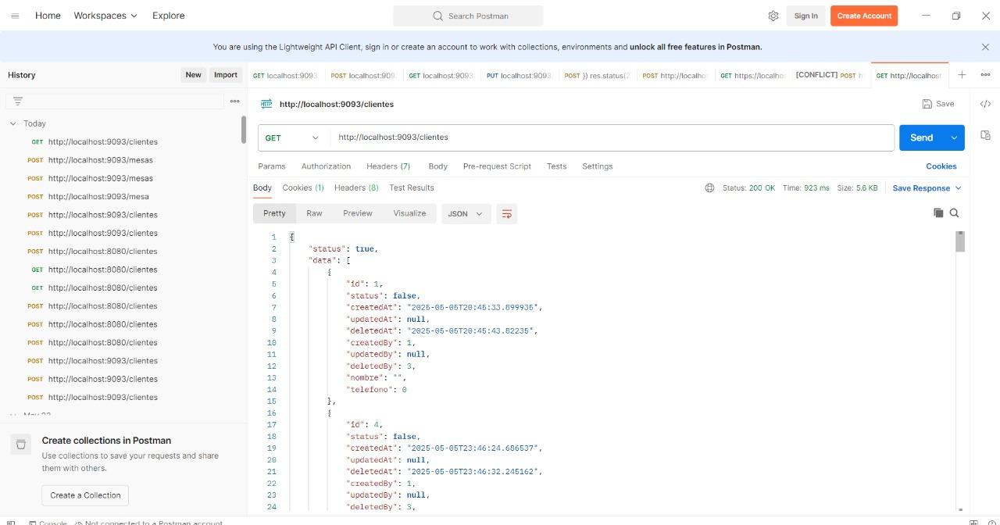 Home Workspaces Explore Search Postman Sign In Create Account
You are using the Lightweight API Client, sign in or create an account to work with collections, environments and unlock all free features in Postman.
History New Import
GET localhost:9093 POST localhost:909 GET localhost:9093 PUT localhost:9093. POST }) res.status(2 POST http://localhos GET https://localhos [CONFLICT] POST h GET http://localhost
Today
GET http://localhost:9093/clientes
POST http://localhost:9093/mesas
POST http://localhost:9093/mesas
POST http://localhost:9093/mesa
POST http://localhost:9093/clientes
POST http://localhost:9093/clientes
POST http://localhost:8080/clientes
GET http://localhost:8080/clientes
GET http://localhost:8080/clientes
POST http://localhost:8080/clientes
POST http://localhost:8080/clientes
POST http://localhost:8080/clientes
POST http://localhost:9093/clientes
POST http://localhost:9093/clientes
POST http://localhost:9093/clientes
Create collections in Postman
Use collections to save your requests and share
them with others.
Create a Collection
HTTP http://localhost:9093/clientes Save
GET http://localhost:9093/clientes Send
Params Authorization Headers (7) Body Pre-request Script Tests Settings Cookies
Body Cookies (1) Headers (8) Test Results Status: 200 OK Time: 923 ms Size: 5.6 KB Save Response
Pretty Raw Preview Visualize JSON
1 {
2 "status": true,
3 "data": [
4 {
5 "id": 1,
6 "status": false,
7 "createdAt": "2025-05-05T20:45:33.899935",
8 "updatedAt": null,
9 "deletedAt": "2025-05-05T20:45:43.82235",
10 "createdBy": 1,
11 "updatedBy": null,
12 "deletedBy": 3,
13 "nombre": "",
14 "telefono": 0
15 },
16 {
17 "id": 4,
18 "status": false,
19 "createdAt": "2025-05-05T23:46:24.686537",
20 "updatedAt": null,
21 "deletedAt": "2025-05-05T23:46:32.245162",
22 "createdBy": 1,
23 "updatedBy": null,
24 "deletedBy": 3,
Console Not connected to a Postman account